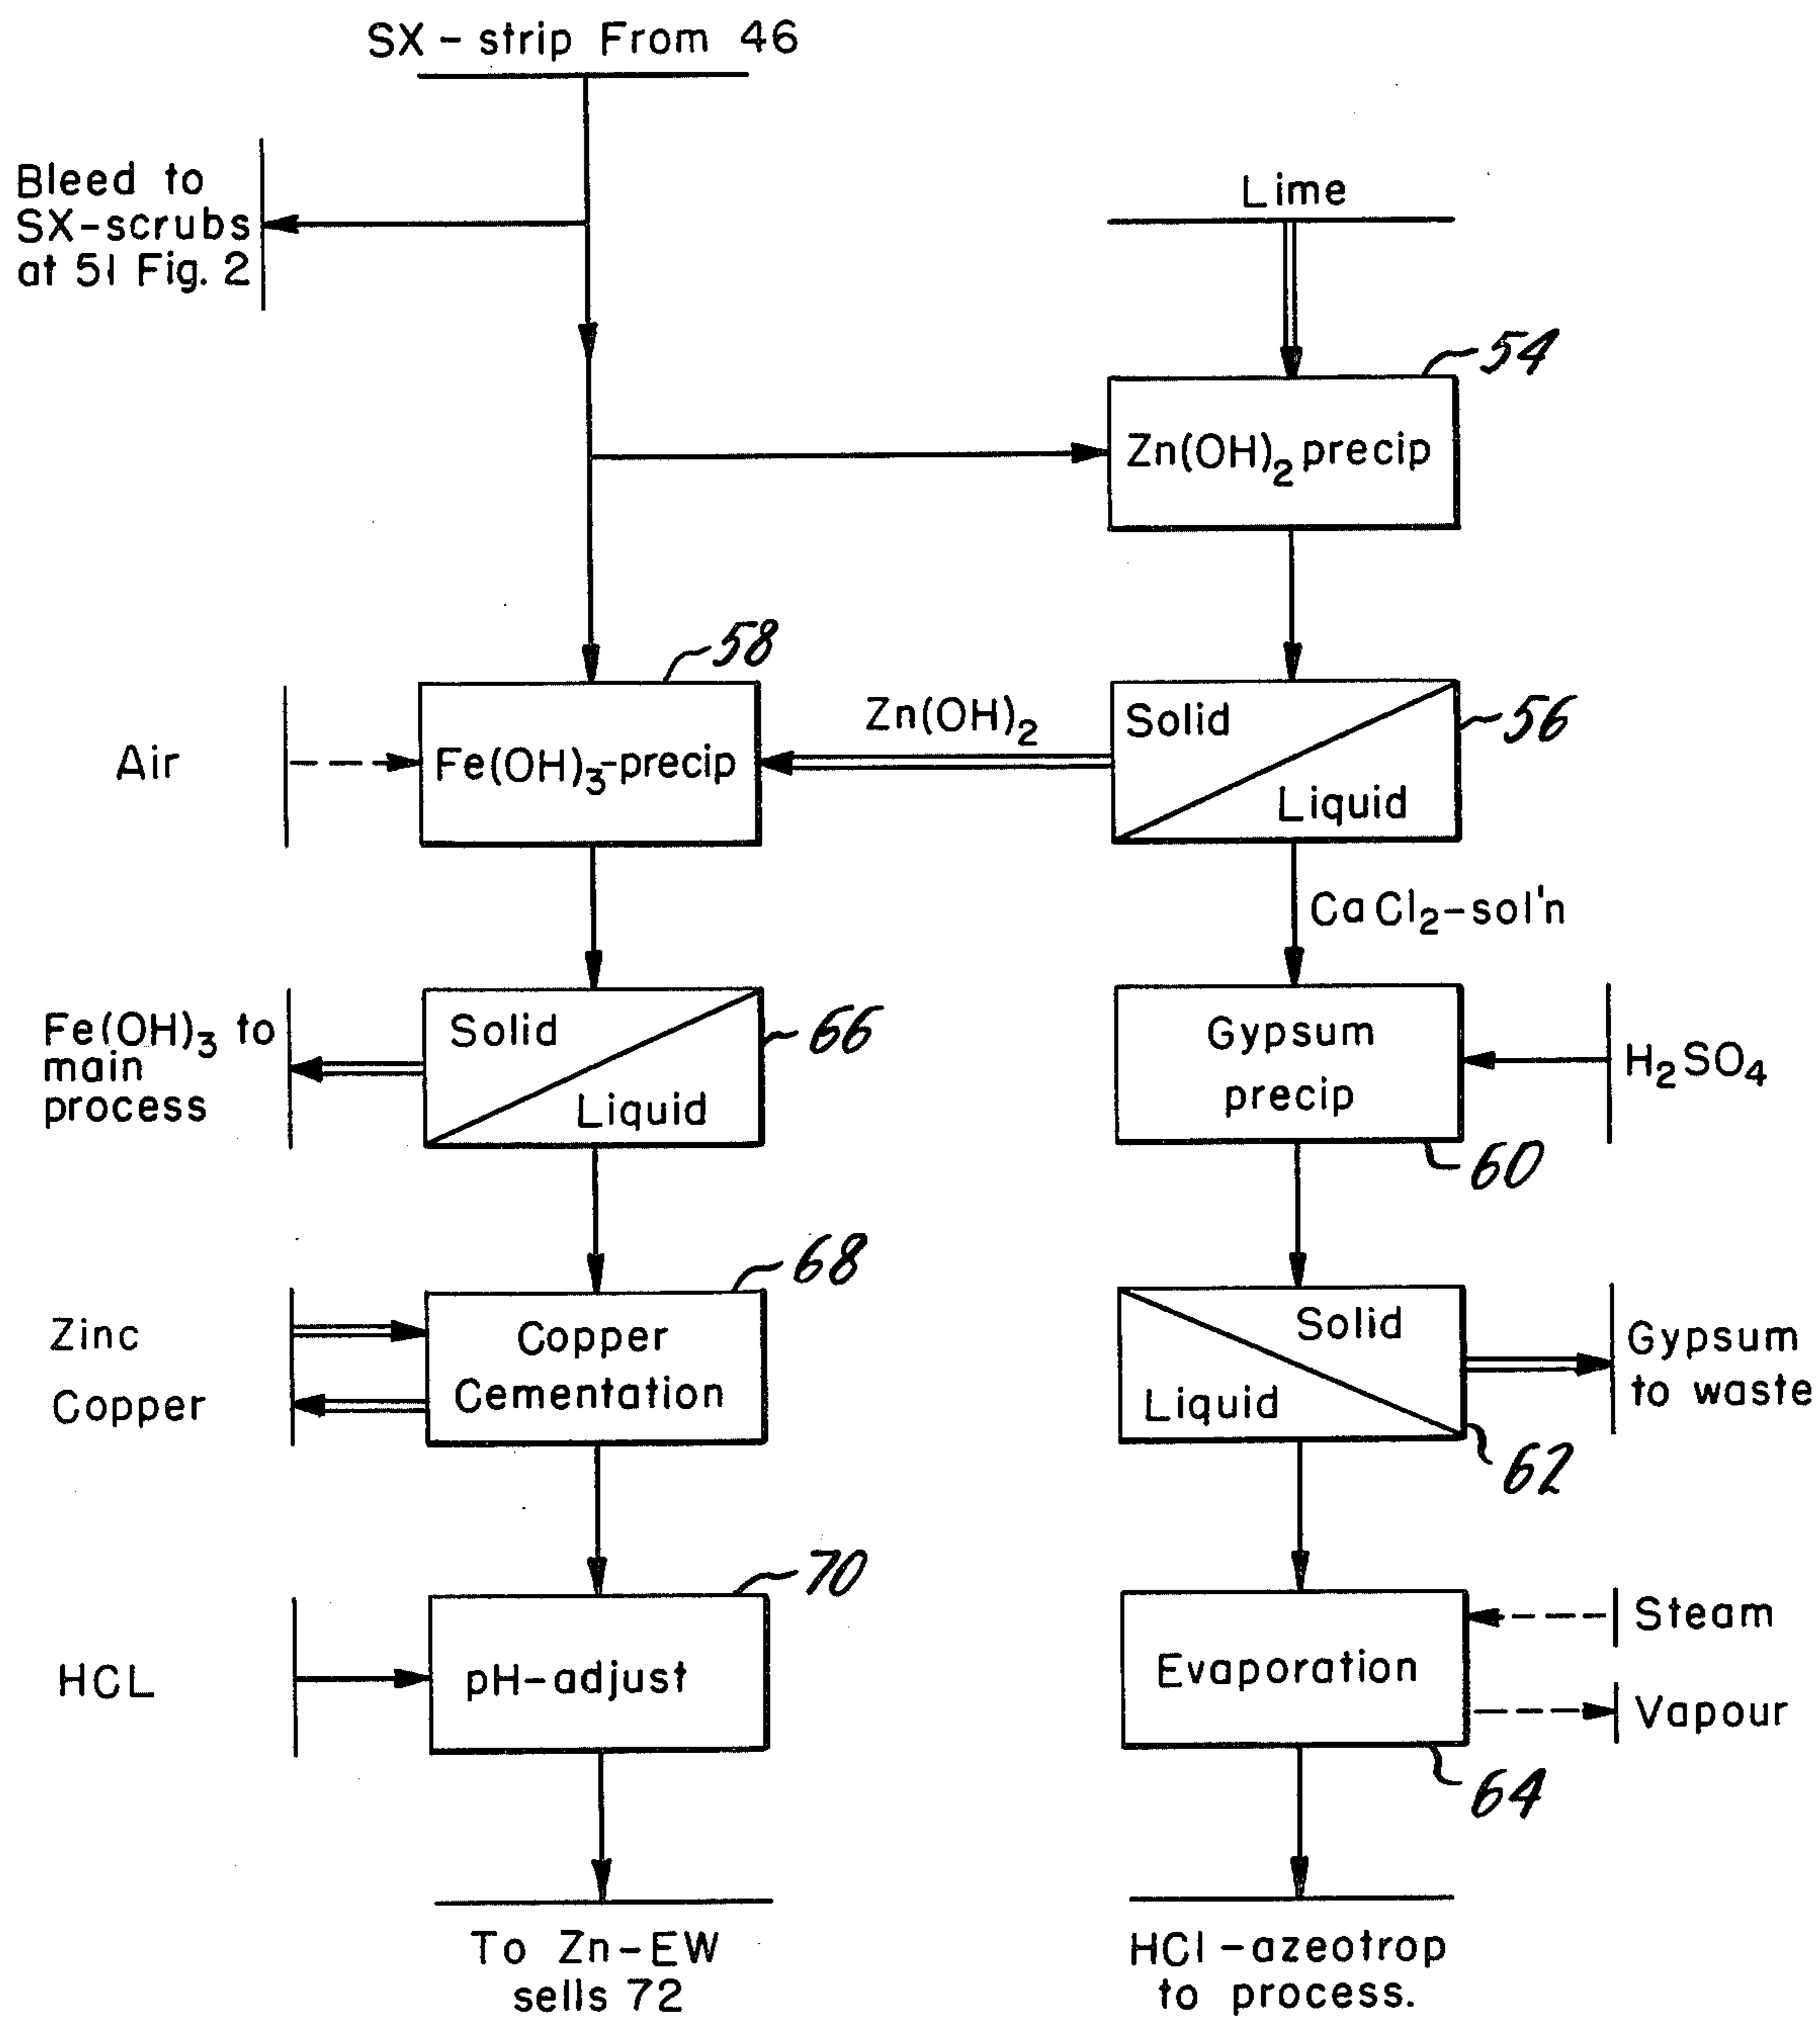 SX-strip From 46
Bleed to
SX-scrubs
at 51 Fig. 2
Lime
54
Zn(OH)2 precip
58
Air
Fe(OH)3-precip
Zn(OH)2
Solid
Liquid
56
CaCl2-sol'n
Fe(OH)3 to
main
process
Solid
Liquid
66
Gypsum
precip
H2SO4
60
68
Zinc
Copper
Copper
Cementation
Solid
Liquid
Gypsum
to waste
62
70
HCL
pH-adjust
Evaporation
Steam
Vapour
64
To Zn-EW
sells 72
HCl-azeotrop
to process.